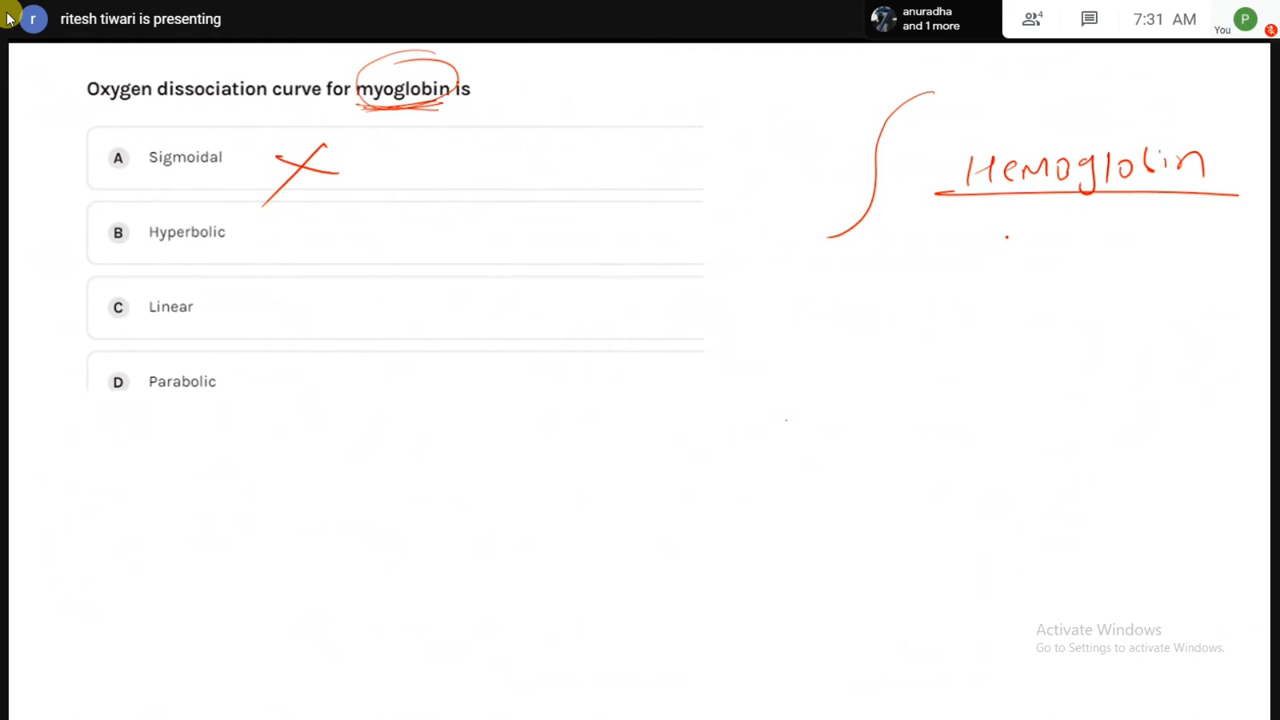 r ritesh tiwari is presenting
anuradha
and 1 more
4
7:31 AM
You
P
Oxygen dissociation curve for myoglobin is
A Sigmoidal
B Hyperbolic
C Linear
D Parabolic
Hemoglobin
Activate Windows
Go to Settings to activate Windows.